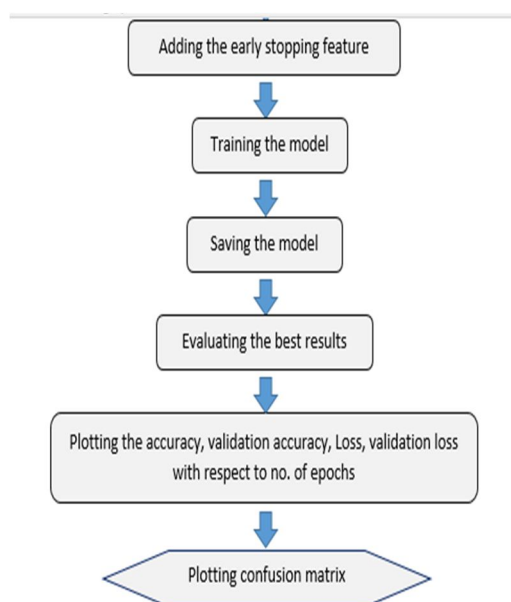 Adding the early stopping feature
Training the model
Saving the model
Evaluating the best results
Plotting the accuracy, validation accuracy, Loss, validation loss
with respect to no. of epochs
Plotting confusion matrix